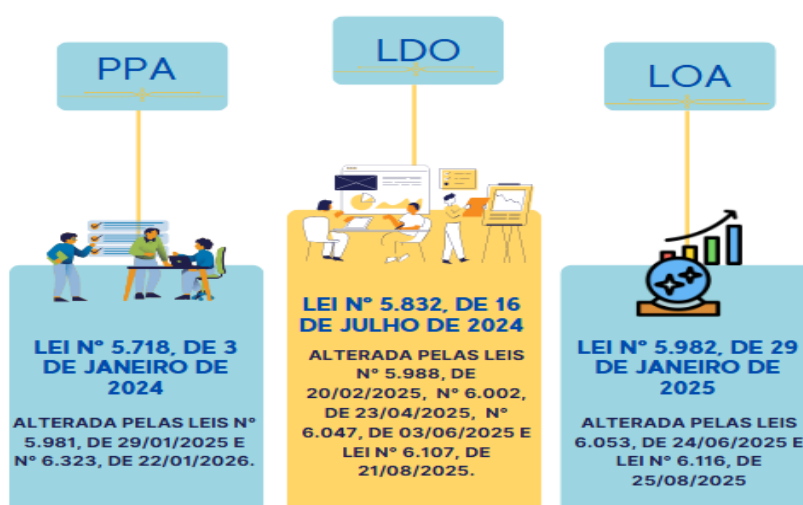 PPA
LEI Nº 5.718, DE 3
DE JANEIRO DE
2024
ALTERADA PELAS LEIS Nº
5.981, DE 29/01/2025 E
Nº 6.323, DE 22/01/2026.
LDO
LEI Nº 5.832, DE 16
DE JULHO DE 2024
ALTERADA PELAS LEIS
Nº 5.988, DE
20/02/2025, Nº 6.002,
DE 23/04/2025, Nº
6.047, DE 03/06/2025 E
LEI Nº 6.107, DE
21/08/2025.
LOA
LEI Nº 5.982, DE 29
DE JANEIRO DE
2025
ALTERADA PELAS LEIS
6.053, DE 24/06/2025 E
LEI Nº 6.116, DE
25/08/2025